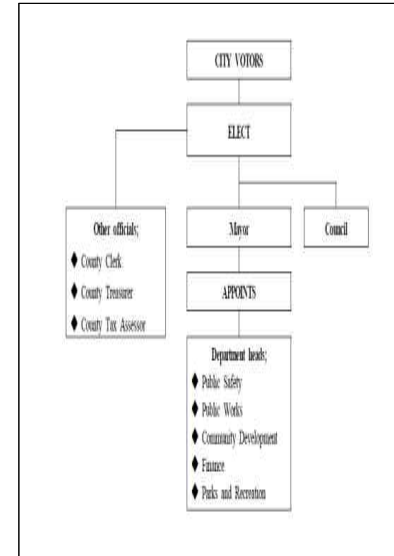 CITY VOTORS
ELECT
Other officials;
◆ County Clerk
◆ County Treasurer
◆ County Tax Assessor
Mayor
Council
APPOINTS
Department heads;
◆ Public Safety
◆ Public Works
◆ Community Development
◆ Finance
◆ Parks and Recreation